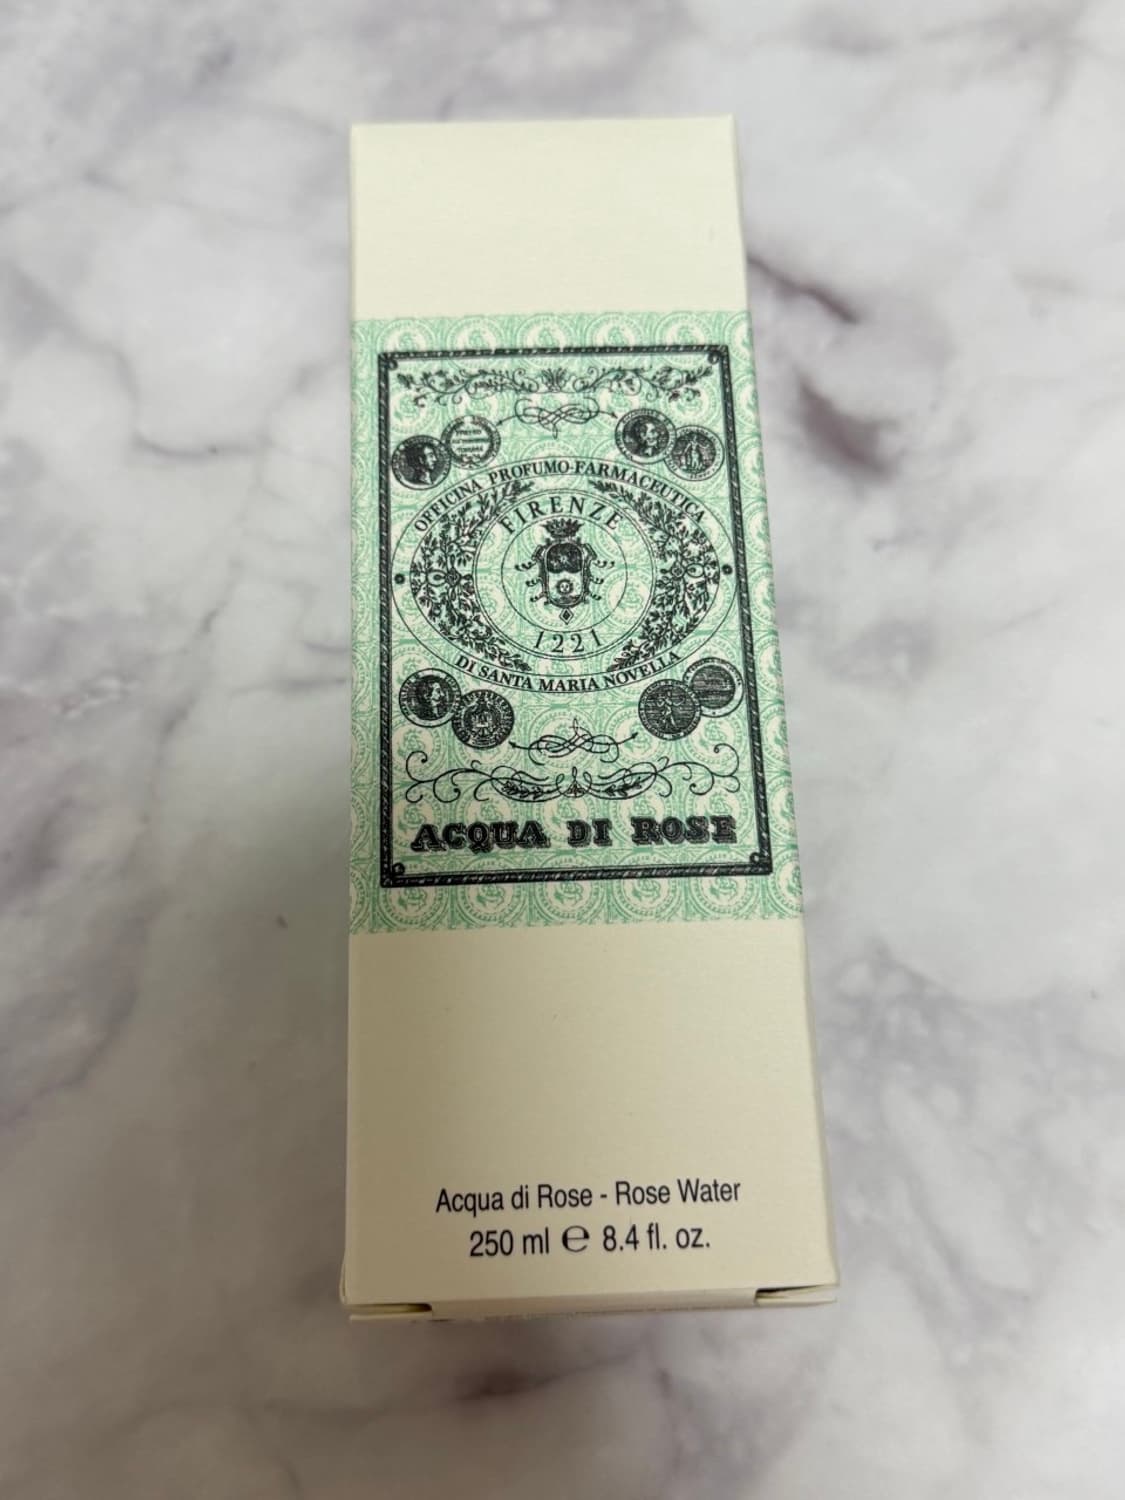 OFFICINA PROFUMO-FARMACEUTICA
FIRENZE
1221
DI SANTA MARIA NOVELLA
ACQUA DI ROSE
Acqua di Rose - Rose Water
250 ml ℮ 8.4 fl. oz.